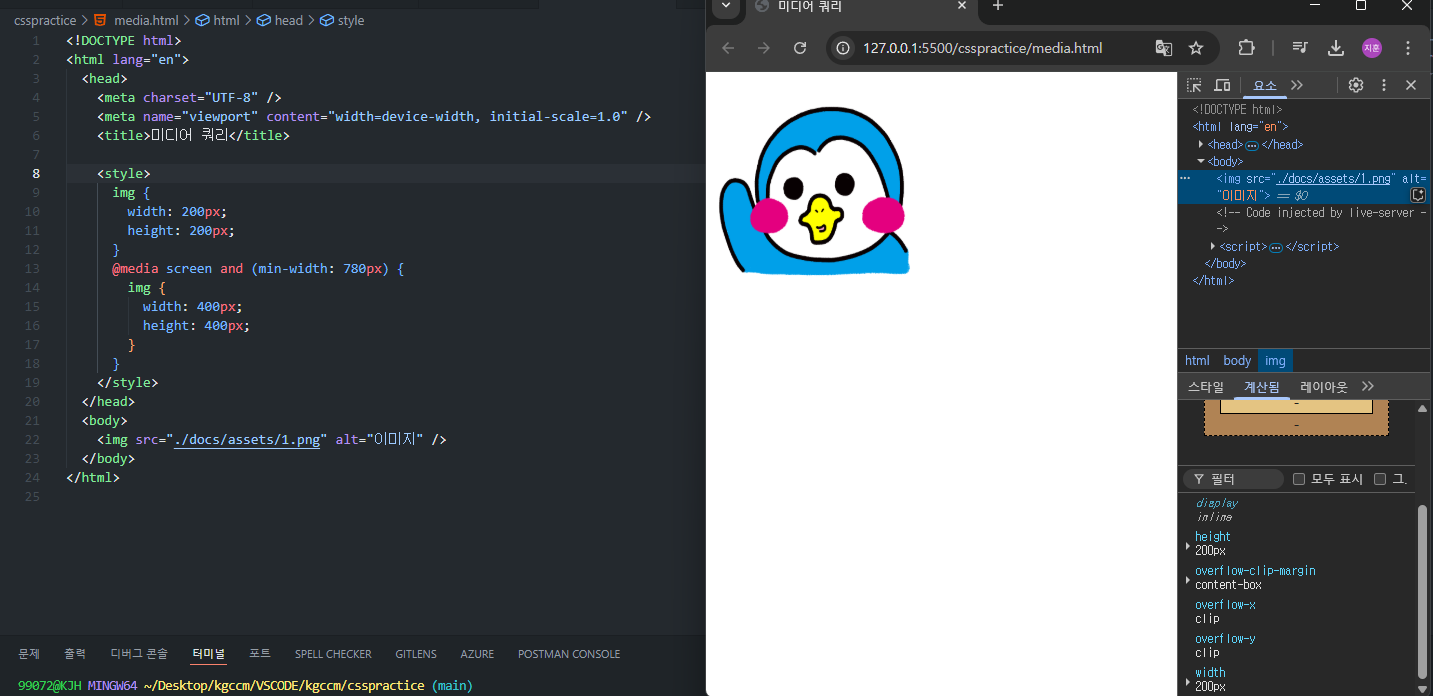 csspractice > media.html > html > head > style
1 <!DOCTYPE html>
2 <html lang="en">
3 <head>
4 <meta charset="UTF-8" />
5 <meta name="viewport" content="width=device-width, initial-scale=1.0" />
6 <title>미디어 쿼리</title>
7
8 <style>
9 img {
10 width: 200px;
11 height: 200px;
12 }
13 @media screen and (min-width: 780px) {
14 img {
15 width: 400px;
16 height: 400px;
17 }
18 }
19 </style>
20 </head>
21 <body>
22 <img src="./docs/assets/1.png" alt="이미지" />
23 </body>
24 </html>
25
문제 출력 디버그 콘솔 터미널 포트 SPELL CHECKER GITLENS AZURE POSTMAN CONSOLE
99072@KJH MINGW64 ~/Desktop/kgccm/VSCODE/kgccm/csspractice (main)
미디어 쿼리
127.0.0.1:5500/csspractice/media.html
지훈
요소
<!DOCTYPE html>
<html lang="en">
<head> ••• </head>
<body>
<img src="./docs/assets/1.png" alt=
"이미지"> == $0
<!-- Code injected by live-server -
->
<script> ••• </script>
</body>
</html>
html body img
스타일 계산됨 레이아웃
-
-
필터 모두 표시 그.
display
inline
height
200px
overflow-clip-margin
content-box
overflow-x
clip
overflow-y
clip
width
200px